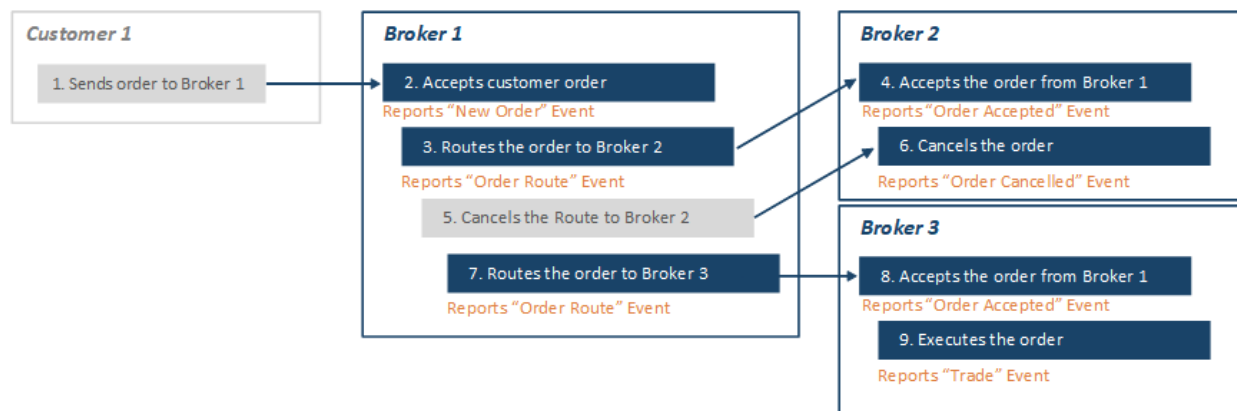 Customer 1
1. Sends order to Broker 1
Broker 1
2. Accepts customer order
Reports “New Order” Event
3. Routes the order to Broker 2
Reports “Order Route” Event
5. Cancels the Route to Broker 2
7. Routes the order to Broker 3
Reports “Order Route” Event
Broker 2
4. Accepts the order from Broker 1
Reports “Order Accepted” Event
6. Cancels the order
Reports “Order Cancelled” Event
Broker 3
8. Accepts the order from Broker 1
Reports “Order Accepted” Event
9. Executes the order
Reports “Trade” Event